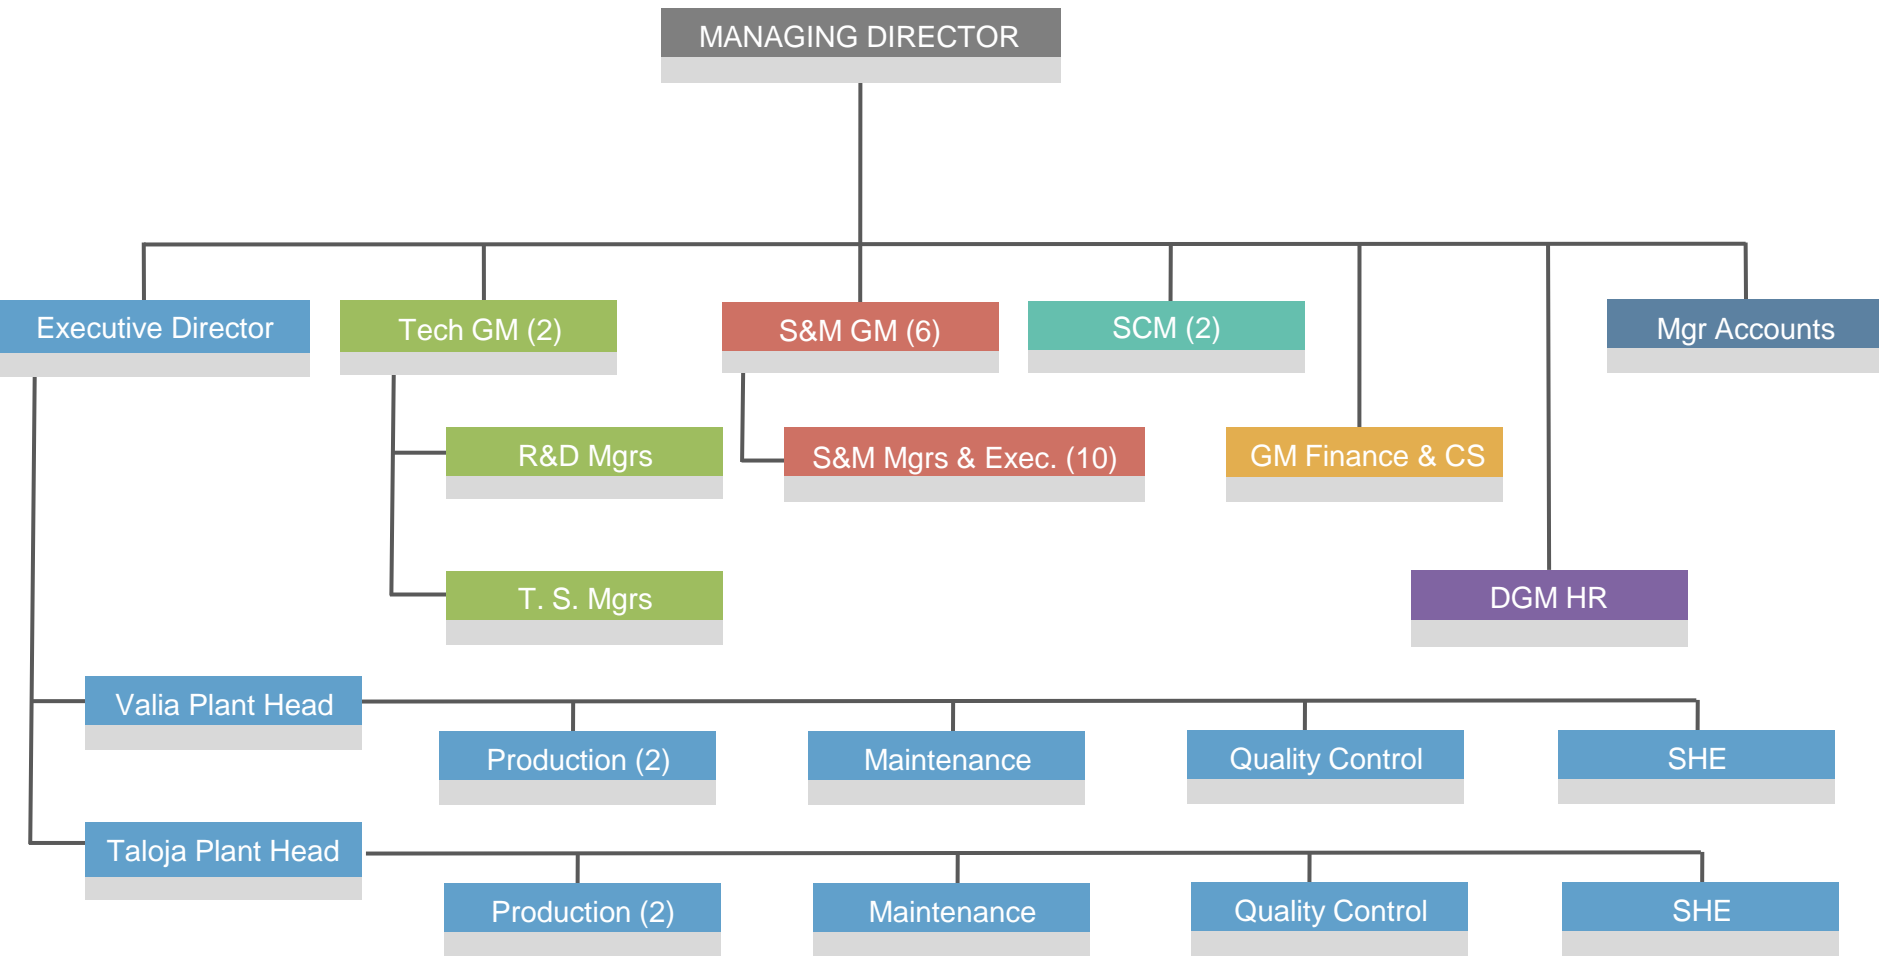 MANAGING DIRECTOR
Executive Director
Tech GM (2)
S&M GM (6)
SCM (2)
Mgr Accounts
R&D Mgrs
S&M Mgrs & Exec. (10)
GM Finance & CS
T. S. Mgrs
DGM HR
Valia Plant Head
Production (2)
Maintenance
Quality Control
SHE
Taloja Plant Head
Production (2)
Maintenance
Quality Control
SHE